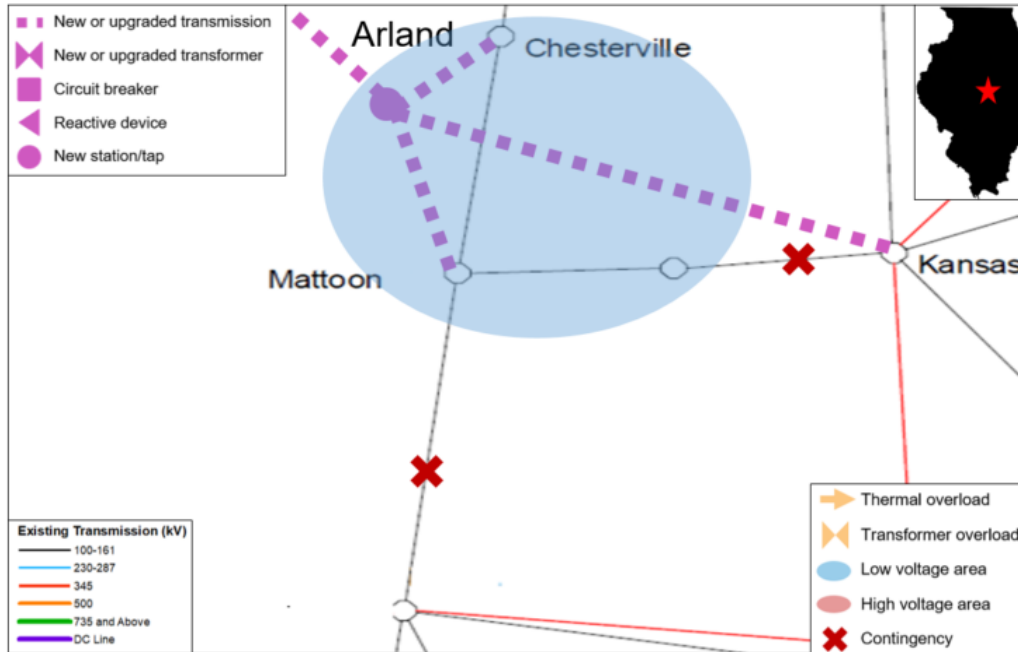 New or upgraded transmission
New or upgraded transformer
Circuit breaker
Reactive device
New station/tap
Arland
Chesterville
Mattoon
Kansas
Existing Transmission (kV)
100-161
230-287
345
500
735 and Above
DC Line
Thermal overload
Transformer overload
Low voltage area
High voltage area
Contingency